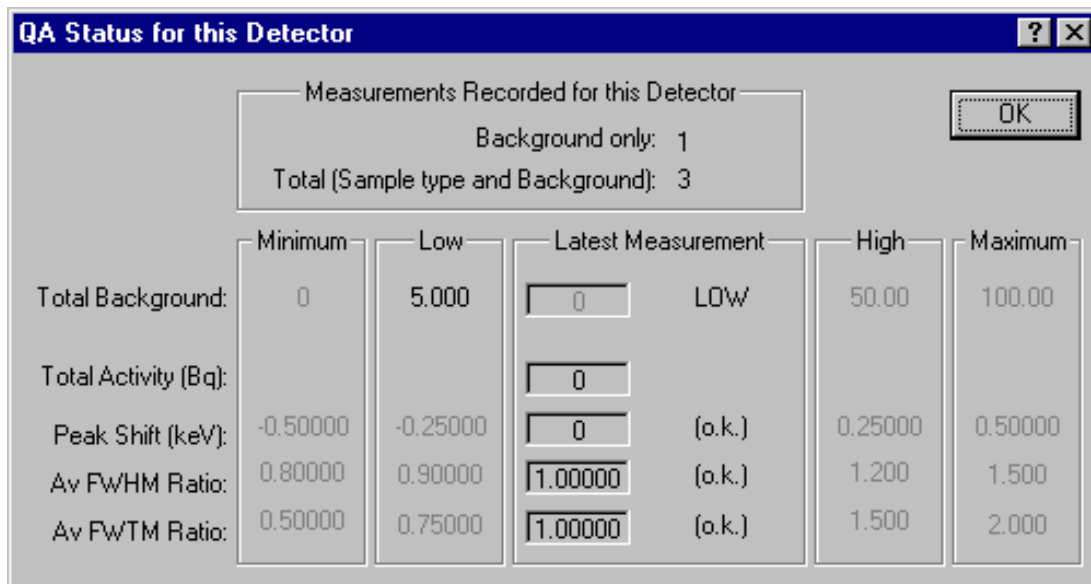 QA Status for this Detector
? X
Measurements Recorded for this Detector
OK
Background only: 1
Total (Sample type and Background): 3
Minimum Low Latest Measurement High Maximum
Total Background: 0 5.000 0 LOW 50.00 100.00
Total Activity (Bq): 0
Peak Shift (keV): -0.50000 -0.25000 0 (o.k.) 0.25000 0.50000
Av FWHM Ratio: 0.80000 0.90000 1.00000 (o.k.) 1.200 1.500
Av FWTM Ratio: 0.50000 0.75000 1.00000 (o.k.) 1.500 2.000